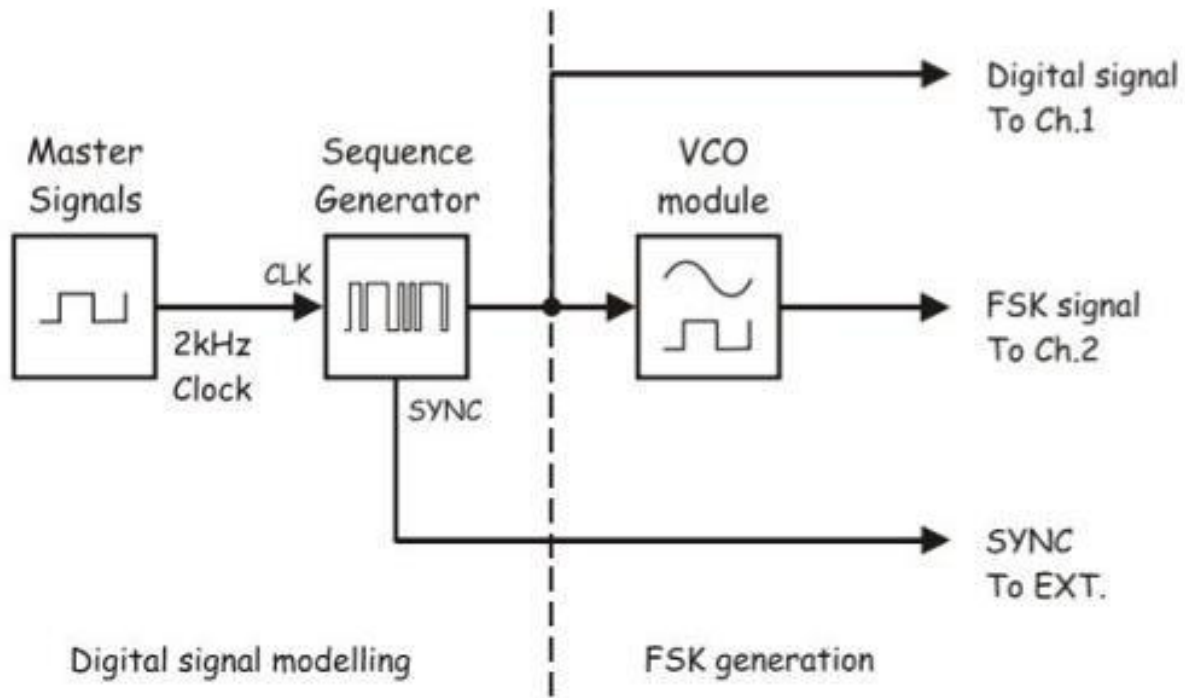 Master
Signals
Sequence
Generator
VCO
module
Digital signal
To Ch.1
CLK
2kHz
Clock
FSK signal
To Ch.2
SYNC
SYNC
To EXT.
Digital signal modelling
FSK generation